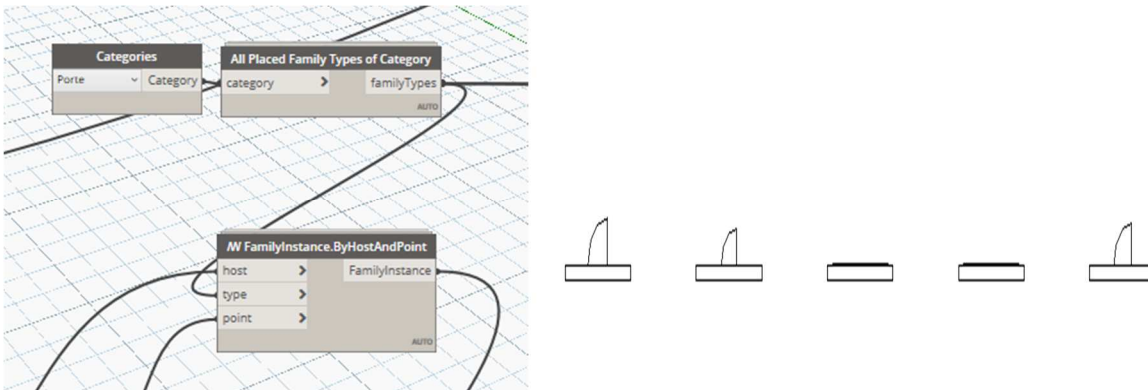 Categories
Porte Category
All Placed Family Types of Category
category familyTypes
AUTO
FamilyInstance.ByHostAndPoint
host FamilyInstance
type
point
AUTO